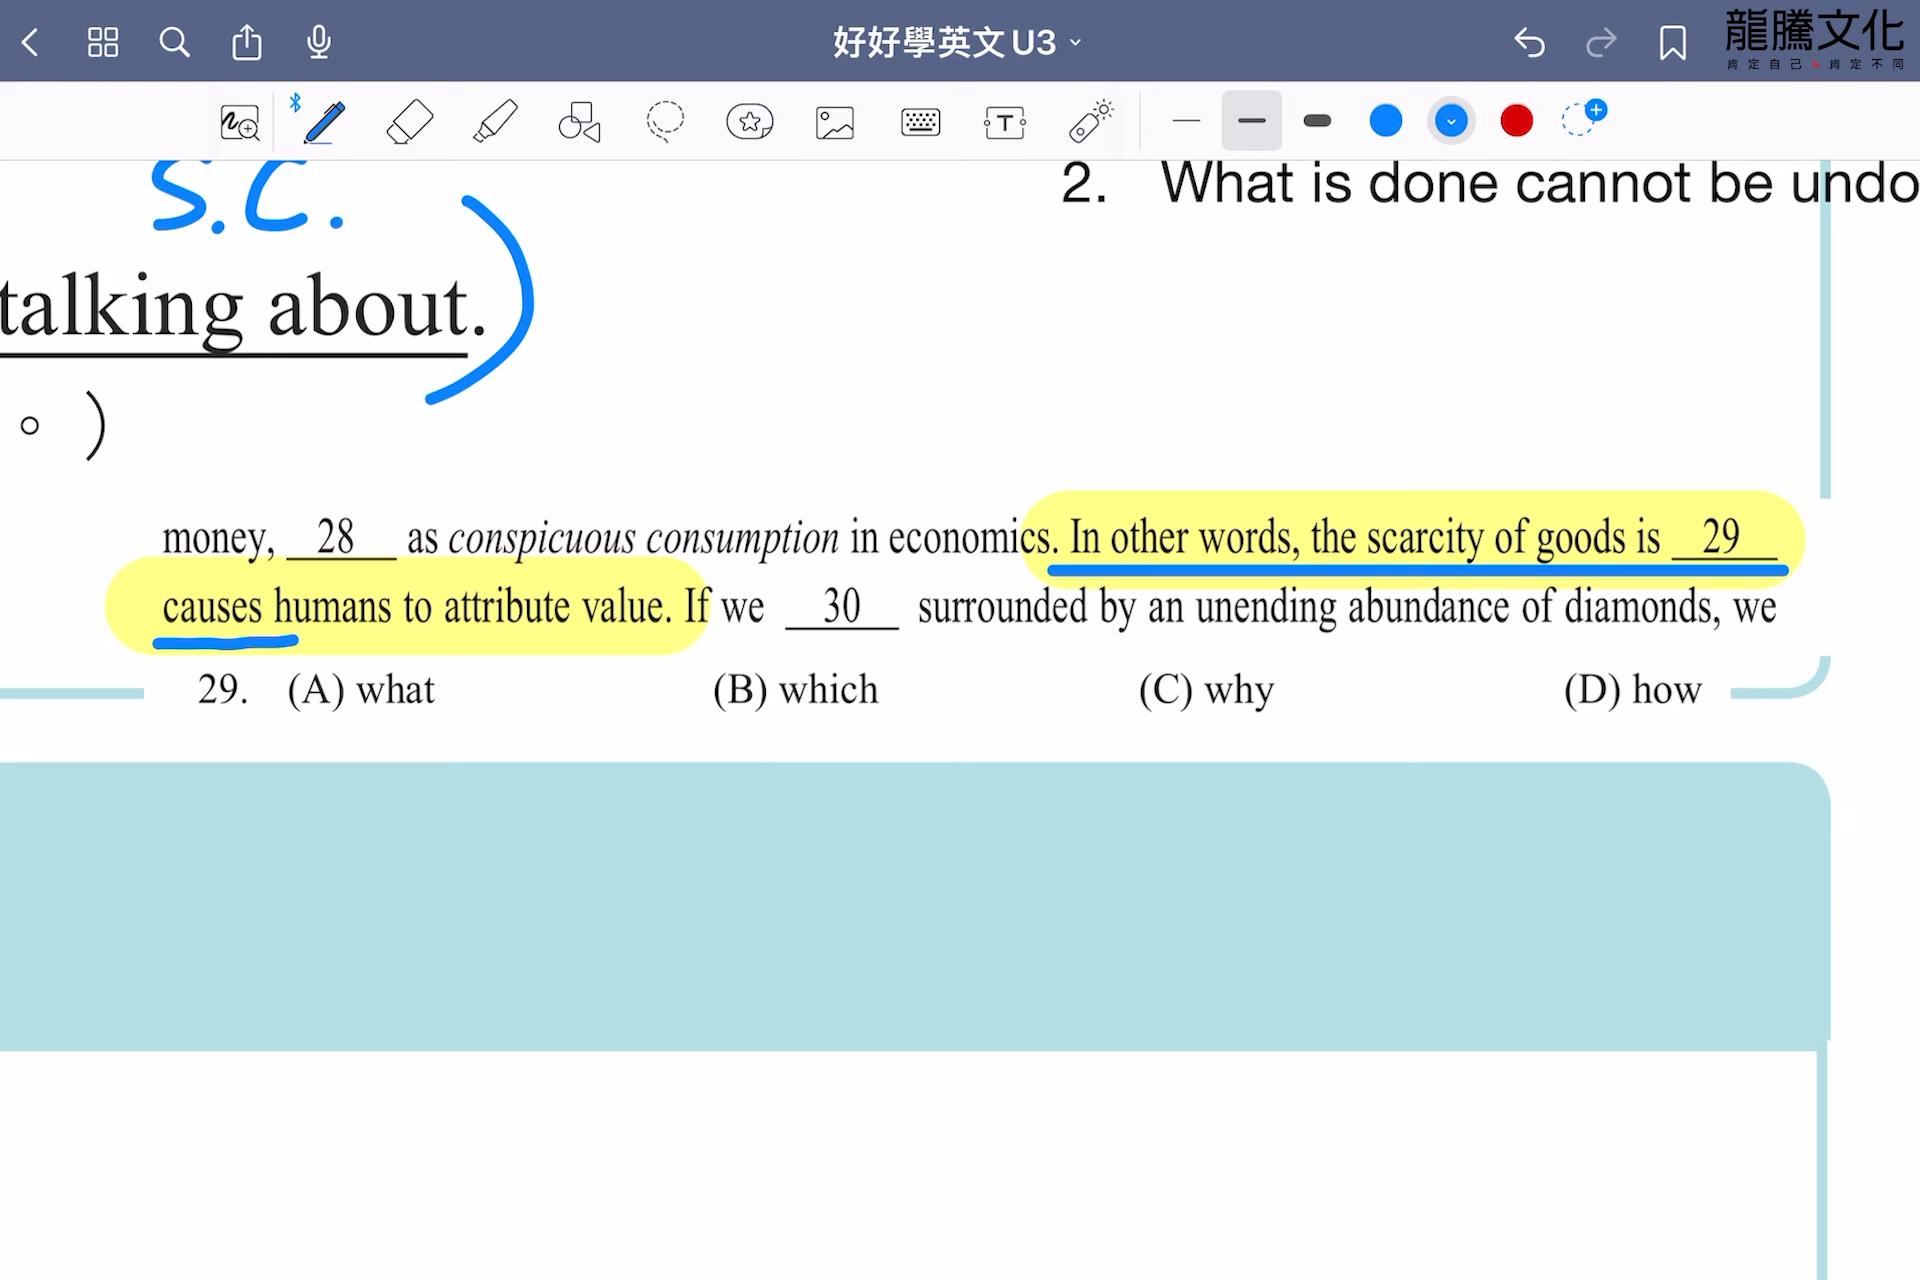 好好學英文 U3
龍騰文化
肯定自己 肯定不同
S.C.
2. What is done cannot be undo
talking about.
。)
money, 28 as conspicuous consumption in economics. In other words, the scarcity of goods is 29
causes humans to attribute value. If we 30 surrounded by an unending abundance of diamonds, we
29. (A) what (B) which (C) why (D) how